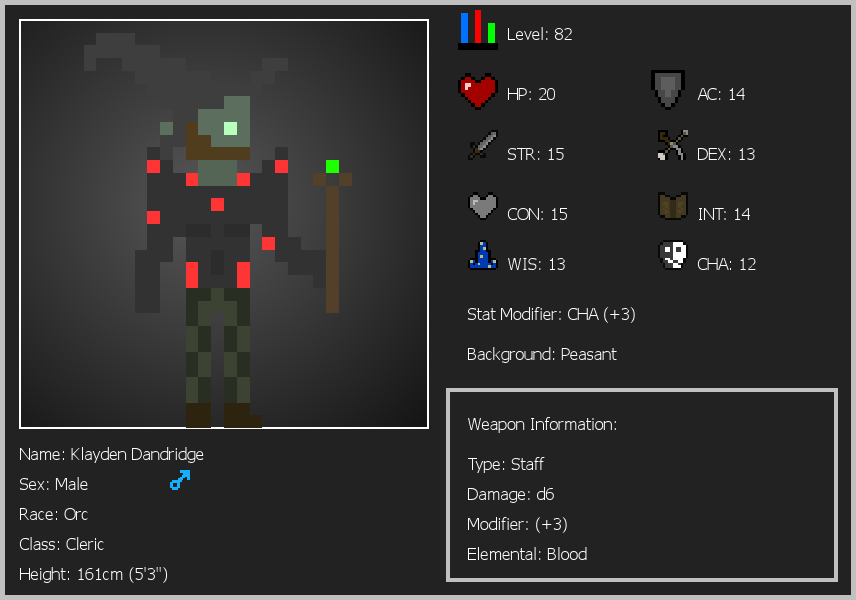 Level: 82
HP: 20
AC: 14
STR: 15
DEX: 13
CON: 15
INT: 14
WIS: 13
CHA: 12
Stat Modifier: CHA (+3)
Background: Peasant
Weapon Information:
Type: Staff
Damage: d6
Modifier: (+3)
Elemental: Blood
Name: Klayden Dandridge
Sex: Male
Race: Orc
Class: Cleric
Height: 161cm (5'3")